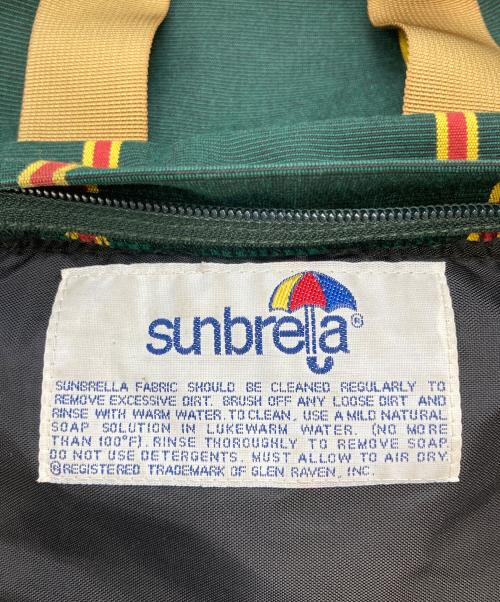 sunbrella®
SUNBRELLA FABRIC SHOULD BE CLEANED REGULARLY TO
REMOVE EXCESSIVE DIRT. BRUSH OFF ANY LOOSE DIRT AND
RINSE WITH WARM WATER. TO CLEAN, USE A MILD NATURAL
SOAP SOLUTION IN LUKEWARM WATER. (NO MORE
THAN 100°F). RINSE THOROUGHLY TO REMOVE SOAP
DO NOT USE DETERGENTS. MUST ALLOW TO AIR DRY.
®REGISTERED TRADEMARK OF GLEN RAVEN, INC.